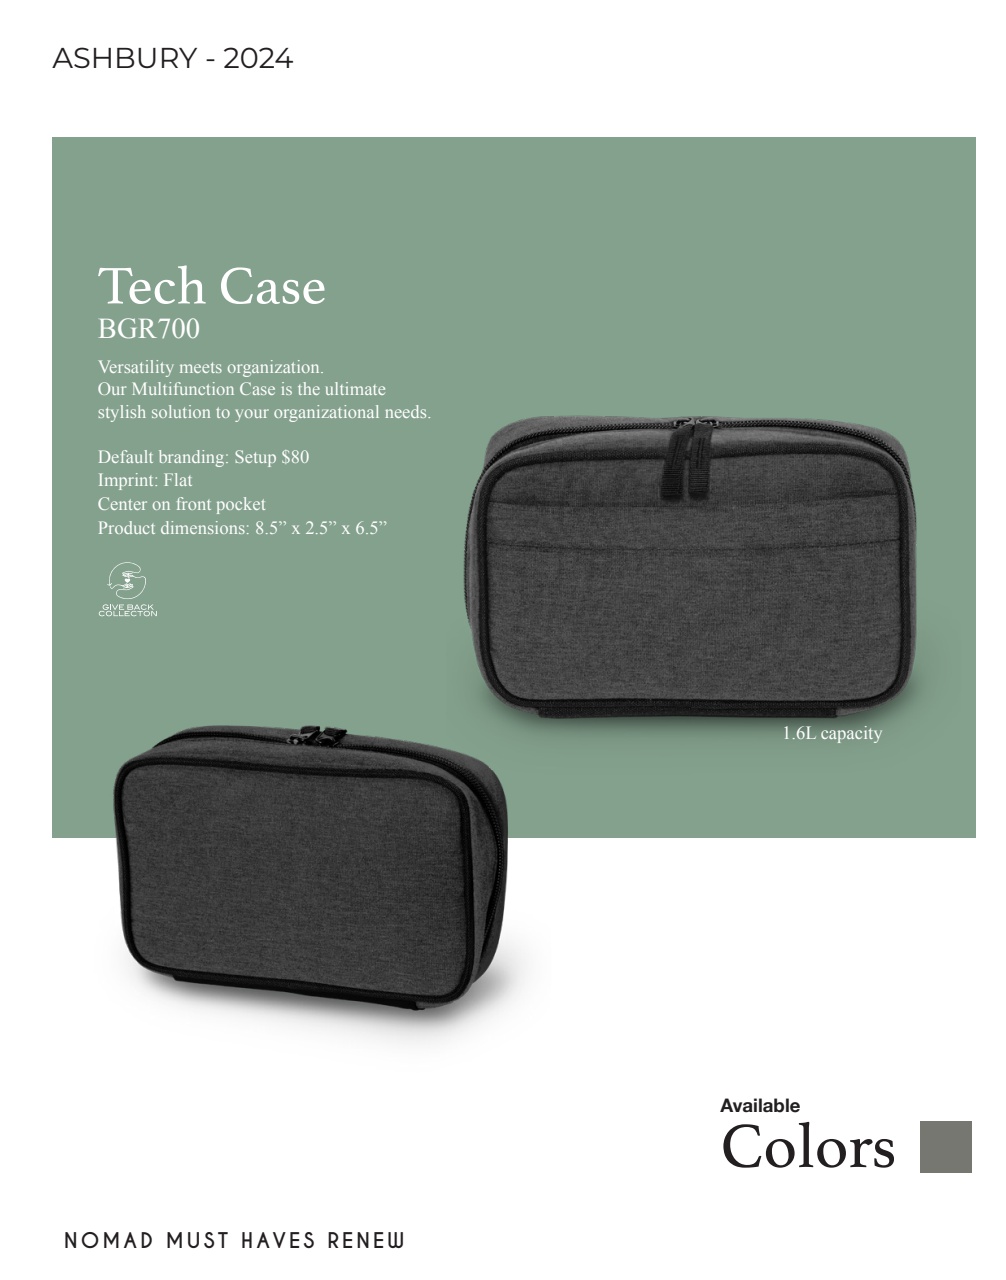 ASHBURY - 2024
Tech Case
BGR700
Versatility meets organization.
Our Multifunction Case is the ultimate
stylish solution to your organizational needs.
Default branding: Setup $80
Imprint: Flat
Center on front pocket
Product dimensions: 8.5” x 2.5” x 6.5”
GIVE BACK
COLLECTON
1.6L capacity
Available
Colors
NOMAD MUST HAVES RENEW